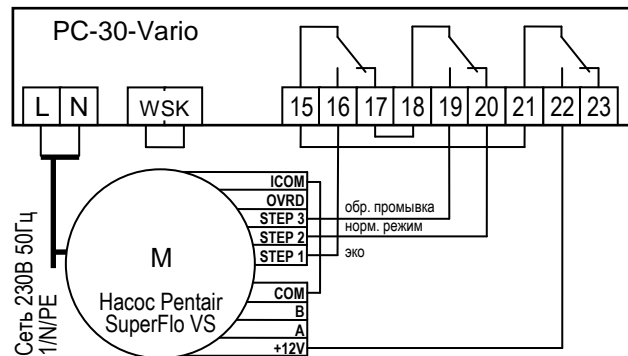 PC-30-Vario
L N WSK 15 16 17 18 19 20 21 22 23
ICOM
OVRD
STEP 3 обр. промывка
STEP 2 норм. режим
STEP 1 эко
M
Насос Pentair
SuperFlo VS
COM
B
A
+12V
Сеть 230В 50Гц
1/N/PE